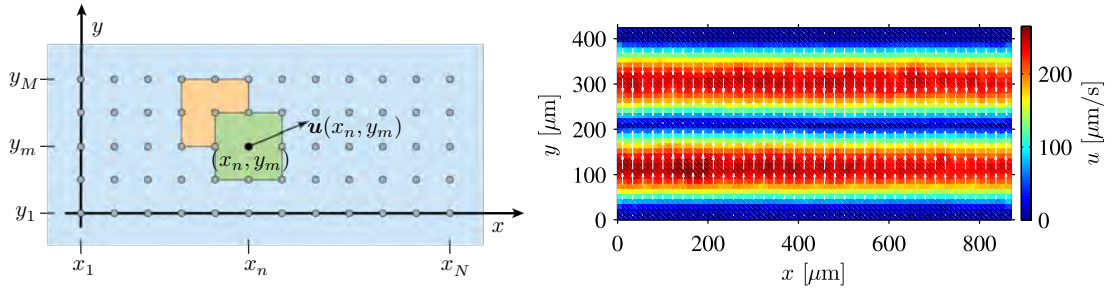 y
y_M
u(x_n, y_m)
y_m
(x_n, y_m)
y_1
x
x_1
x_n
x_N
400
300
200
100
0
y [μm]
0
200
400
600
800
x [μm]
200
100
0
u [μm/s]